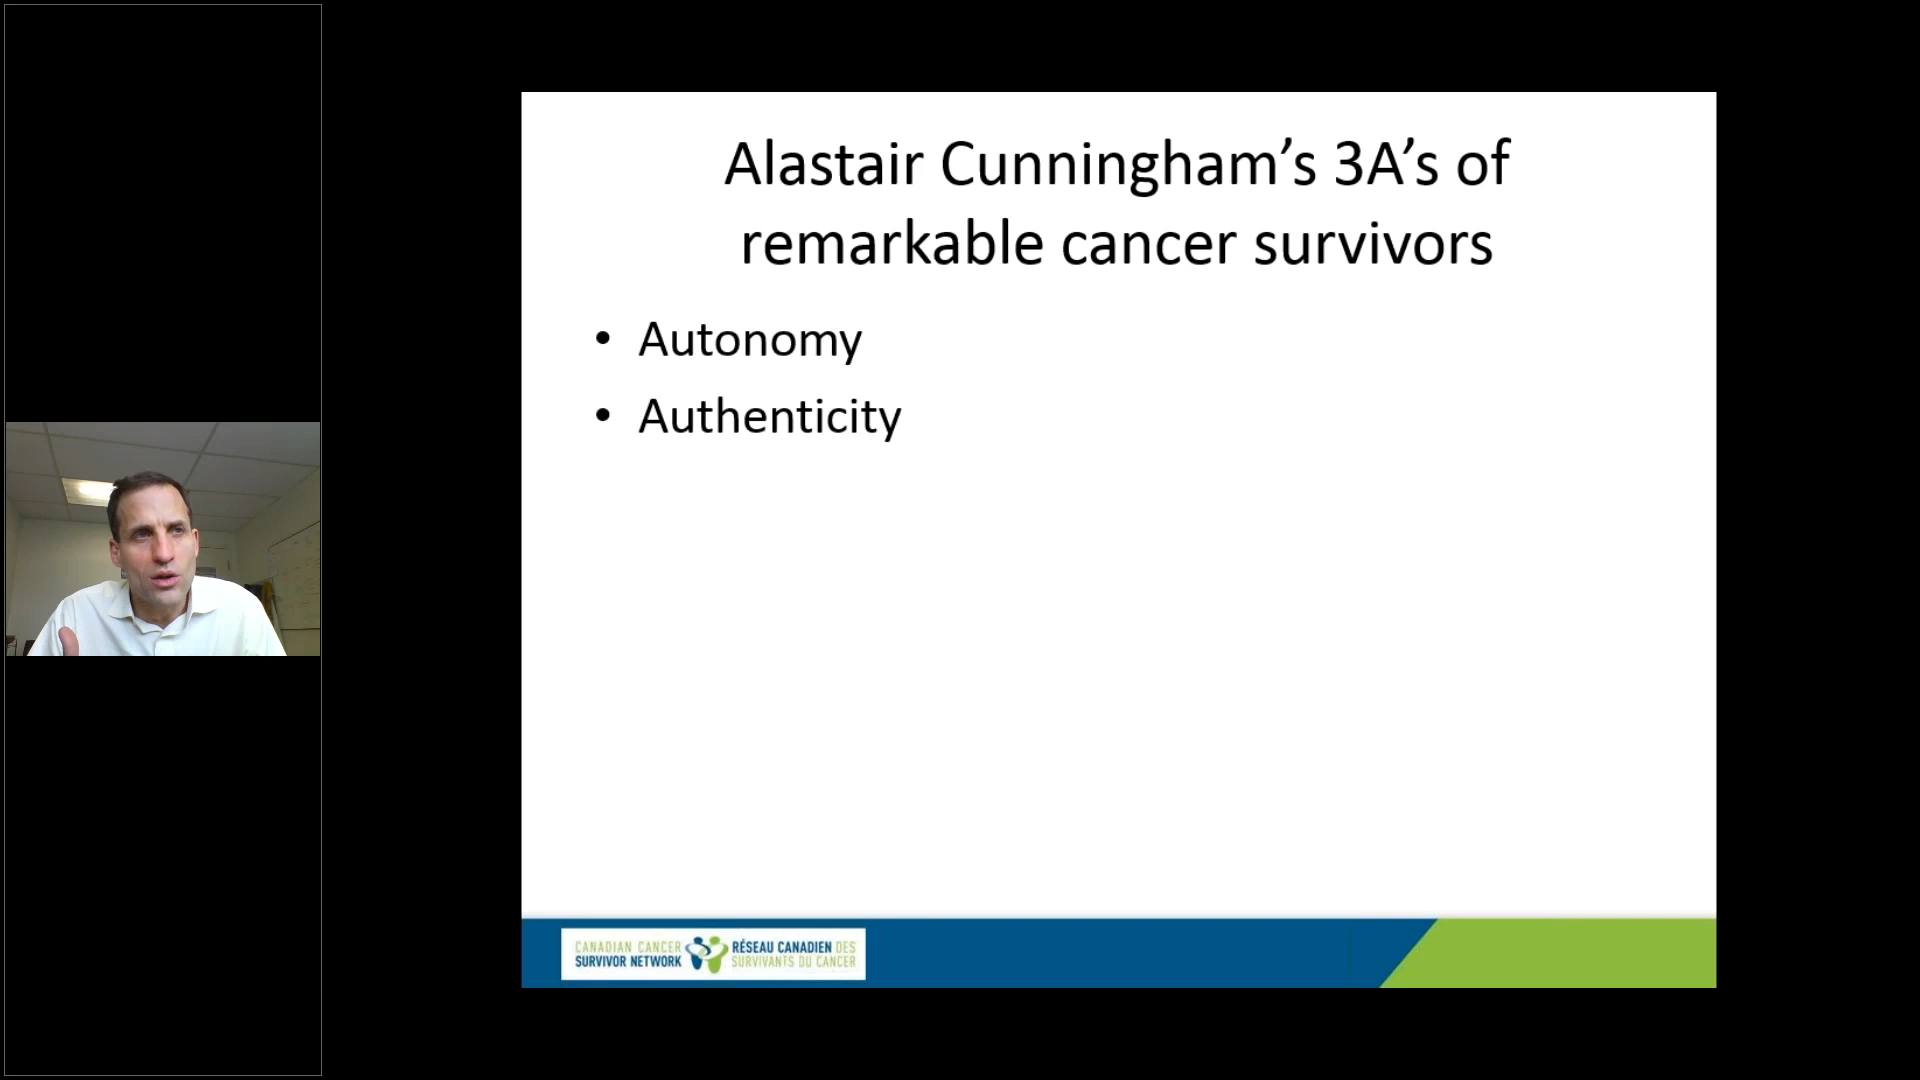 Alastair Cunningham’s 3A’s of
remarkable cancer survivors
• Autonomy
• Authenticity
CANADIAN CANCER
SURVIVOR NETWORK
RÉSEAU CANADIEN DES
SURVIVANTS DU CANCER